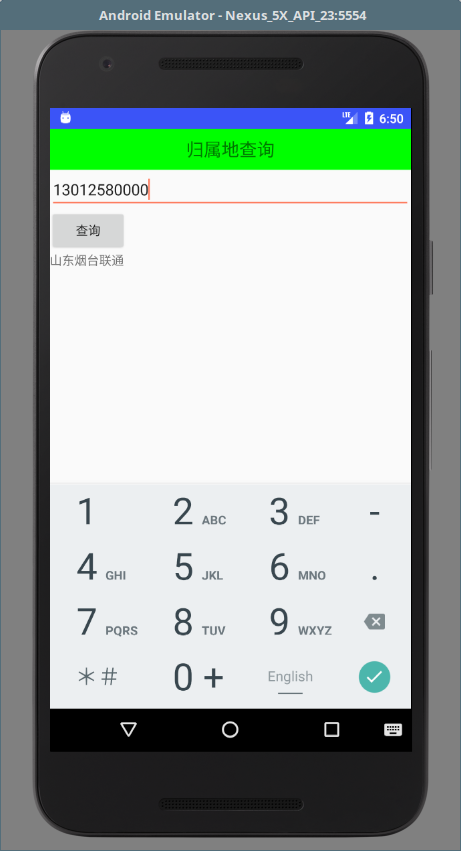 Android Emulator - Nexus_5X_API_23:5554
LTE 6:50
归属地查询
13012580000
查询
山东烟台联通
1 2 ABC 3 DEF -
4 GHI 5 JKL 6 MNO .
7 PQRS 8 TUV 9 WXYZ
*# 0 + English